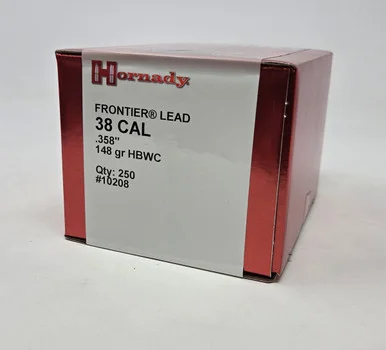 Hornady
FRONTIER® LEAD
38 CAL
.358"
148 gr HBWC
Qty: 250
#10208